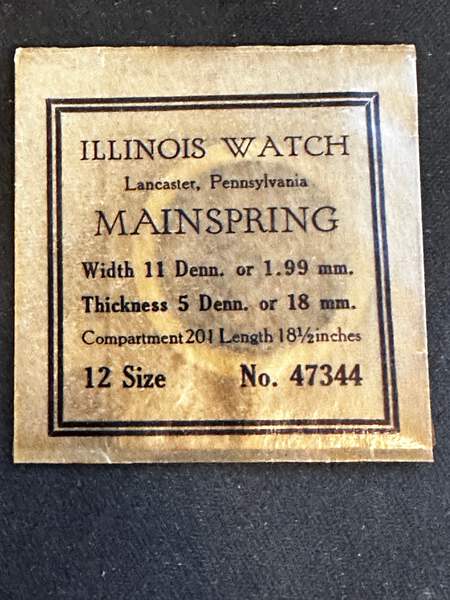 ILLINOIS WATCH
Lancaster, Pennsylvania
MAINSPRING
Width 11 Denn. or 1.99 mm.
Thickness 5 Denn. or 18 mm.
Compartment 201 Length 18½ inches
12 Size No. 47344